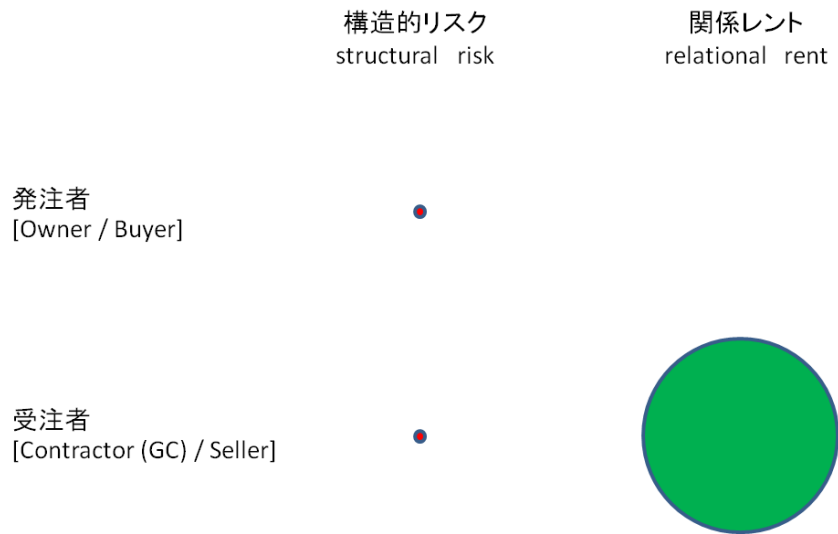 構造的リスク
structural risk
関係レント
relational rent
発注者
[Owner / Buyer]
受注者
[Contractor (GC) / Seller]